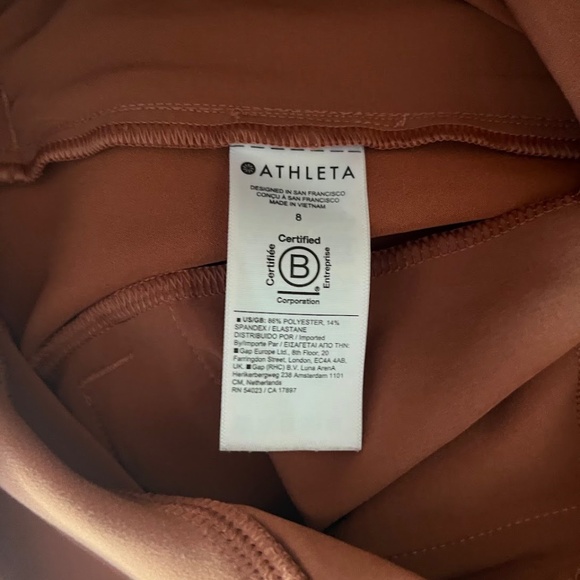 ATHLETA
DESIGNED IN SAN FRANCISCO
CONÇU À SAN FRANCISCO
MADE IN VIETNAM
8
Certified
Certifiée
B
Entreprise
®
Corporation
■ US/GB: 86% POLYESTER, 14%
SPANDEX / ELASTANE
DISTRIBUIDO POR / Imported
By/Importe Par / ΕΙΣΑΓΕΤΑΙ ΑΠΟ ΤΗΝ:
■ Gap Europe Ltd., 8th Floor, 20
Farringdon Street, London, EC4A 4AB,
UK. ■ Gap (RHC) B.V. Luna ArenA
Herikerbergweg 238 Amsterdam 1101
CM, Netherlands
RN 54023 / CA 17897